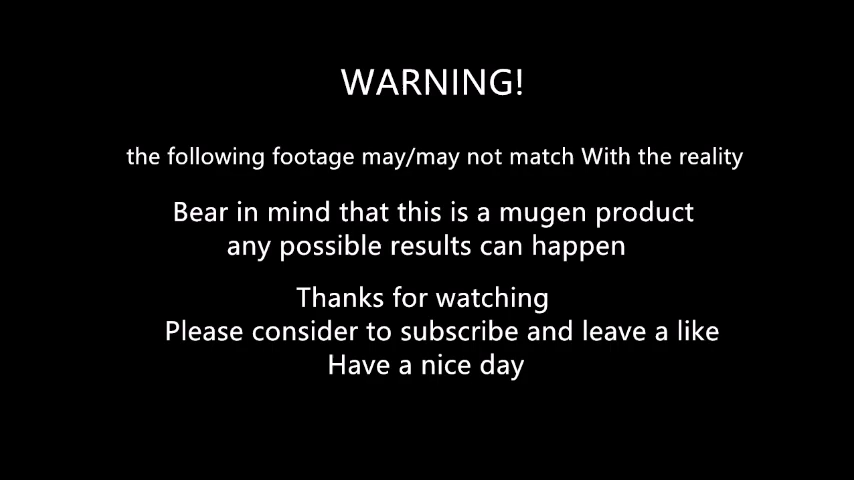 WARNING!
the following footage may/may not match With the reality
Bear in mind that this is a mugen product
any possible results can happen
Thanks for watching
Please consider to subscribe and leave a like
Have a nice day